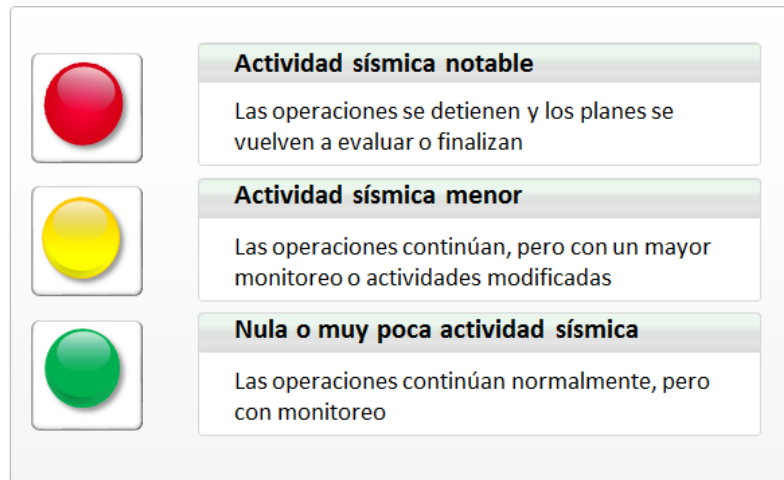 Actividad sísmica notable
Las operaciones se detienen y los planes se
vuelven a evaluar o finalizan
Actividad sísmica menor
Las operaciones continúan, pero con un mayor
monitoreo o actividades modificadas
Nula o muy poca actividad sísmica
Las operaciones continúan normalmente, pero
con monitoreo